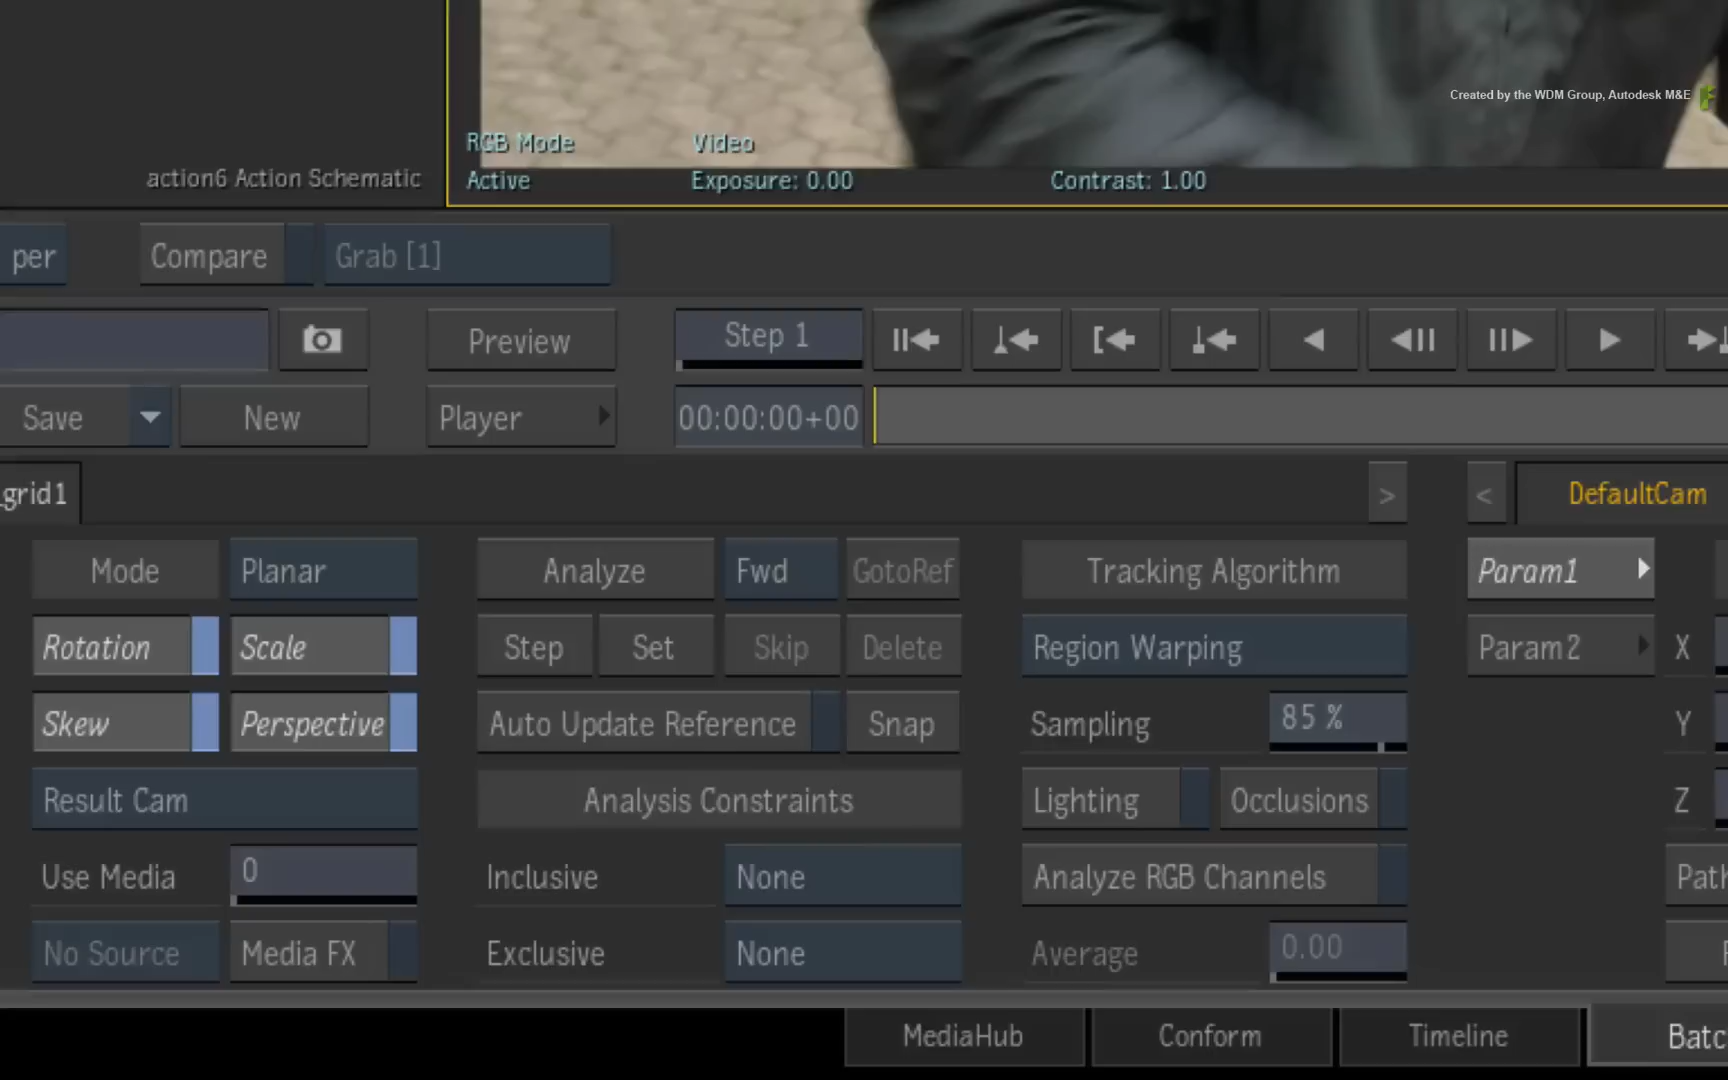 Created by the WDM Group, Autodesk M&E
RGB Mode Video
action6 Action Schematic Active Exposure: 0.00 Contrast: 1.00
per Compare Grab [1]
Preview Step 1
Save New Player 00:00:00+00
_grid1 > < DefaultCam
Mode Planar Analyze Fwd GotoRef Tracking Algorithm Param1
Rotation Scale Step Set Skip Delete Region Warping Param2 X
Skew Perspective Auto Update Reference Snap Sampling 85 % Y
Result Cam Analysis Constraints Lighting Occlusions Z
Use Media 0 Inclusive None Analyze RGB Channels Path
No Source Media FX Exclusive None Average 0.00
MediaHub Conform Timeline Batc